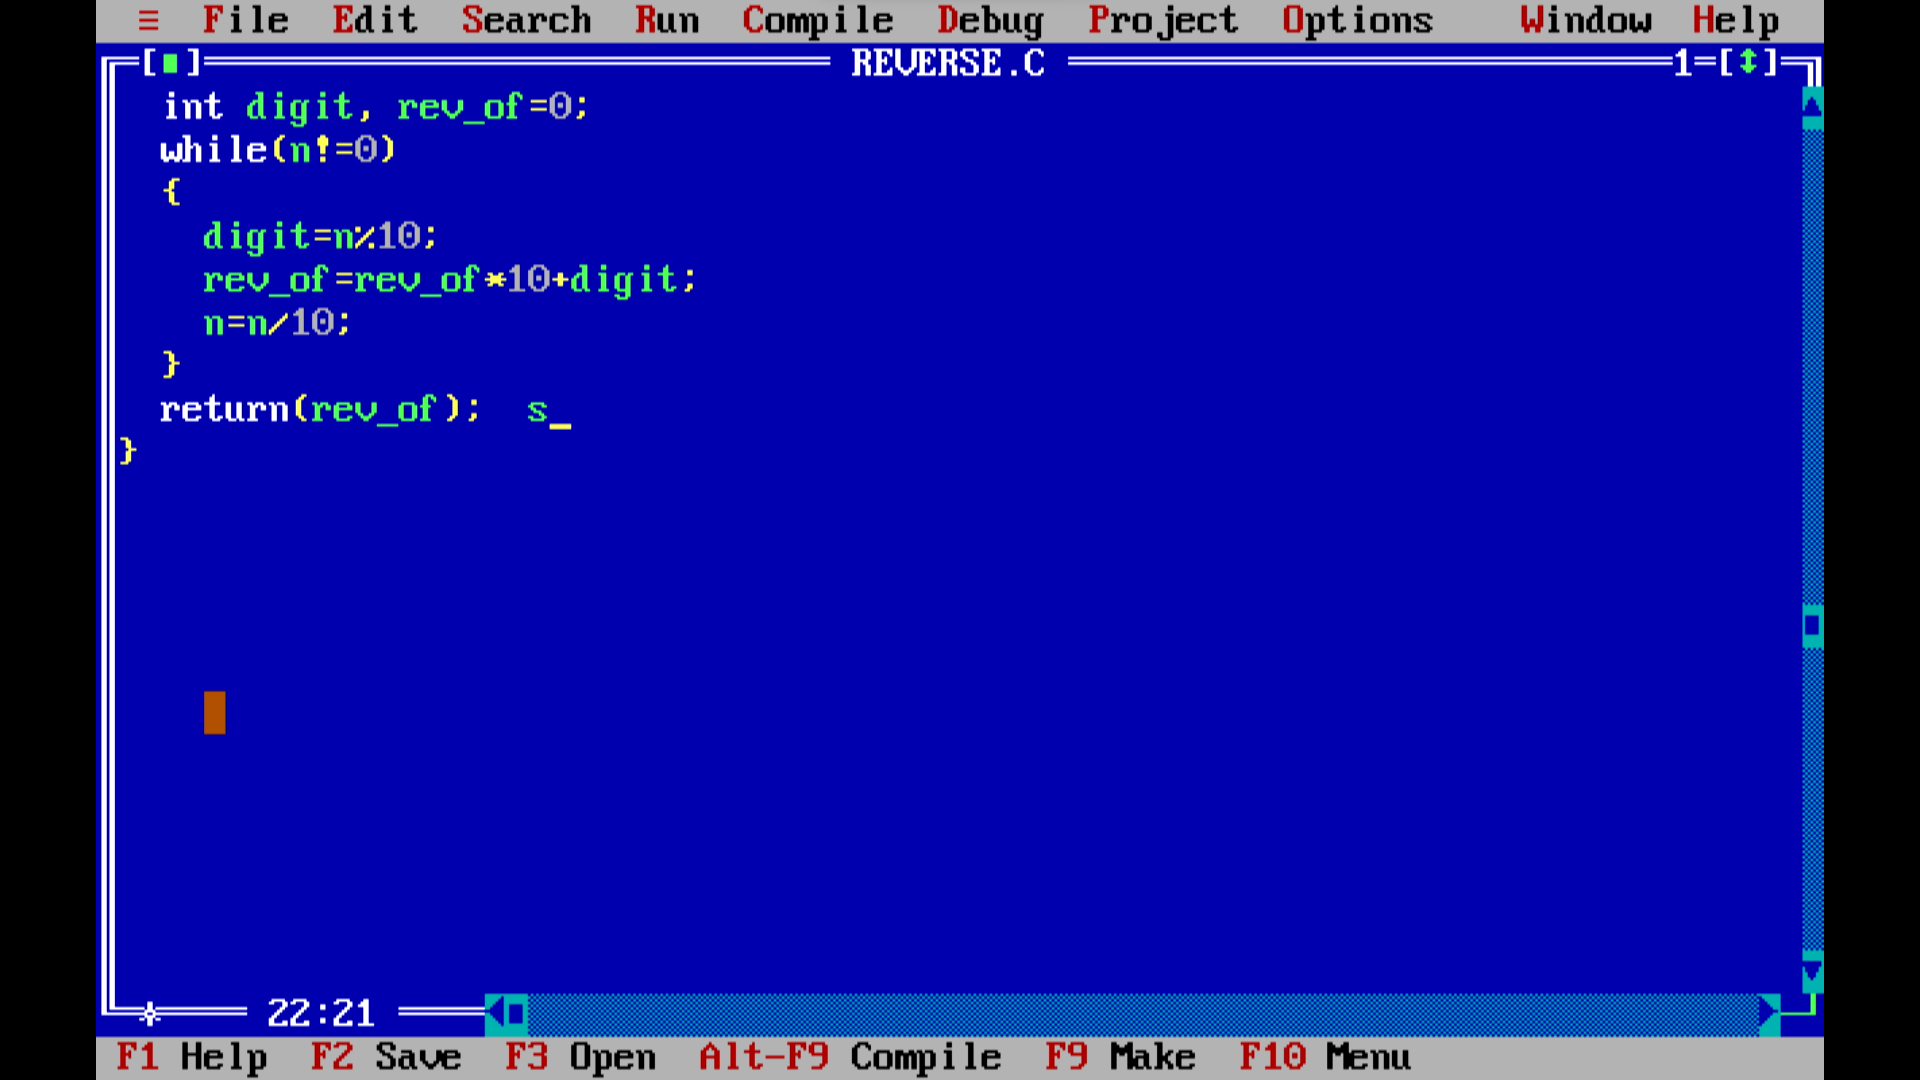 ≡ File Edit Search Run Compile Debug Project Options Window Help
[■] REVERSE.C 1=[↕]
int digit, rev_of=0;
while(n!=0)
{
digit=n%10;
rev_of=rev_of*10+digit;
n=n/10;
}
return(rev_of); s_
}
22:21
F1 Help F2 Save F3 Open Alt-F9 Compile F9 Make F10 Menu